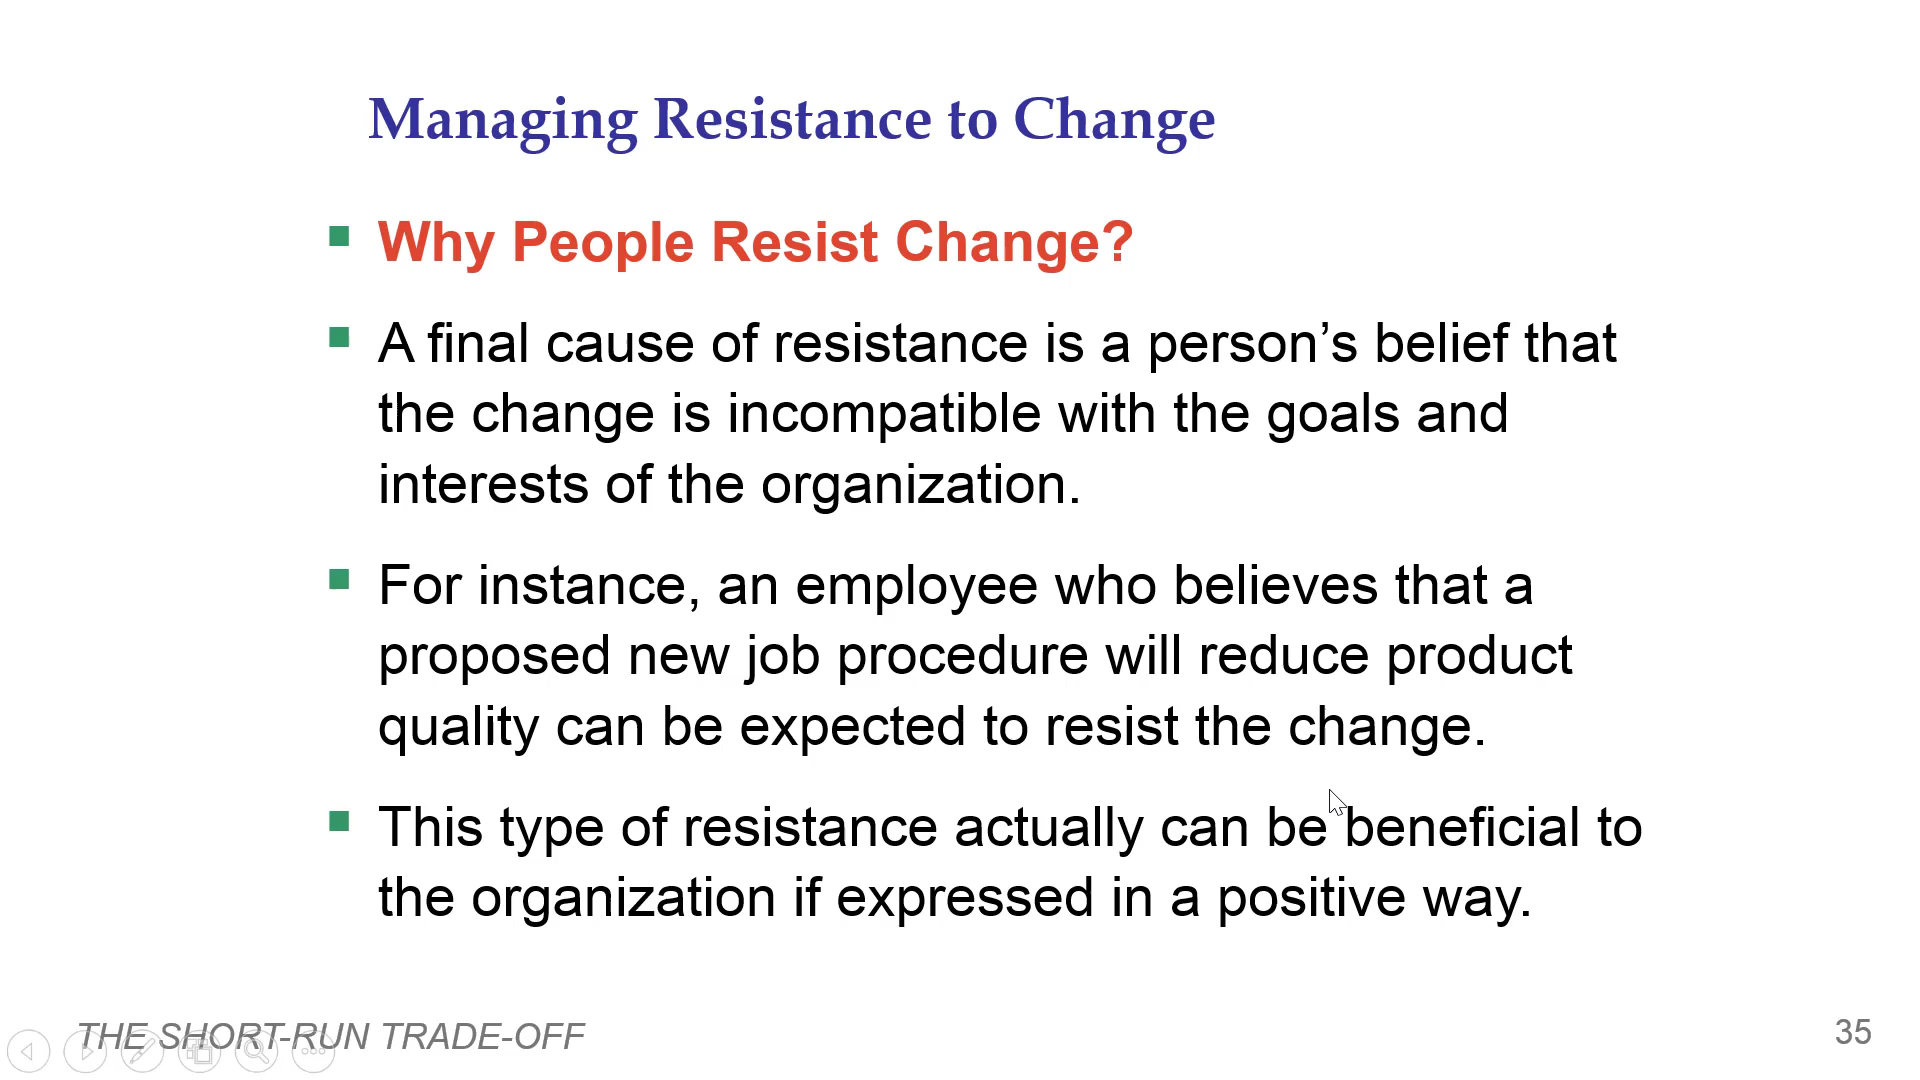 Managing Resistance to Change
Why People Resist Change?
A final cause of resistance is a person’s belief that
the change is incompatible with the goals and
interests of the organization.
For instance, an employee who believes that a
proposed new job procedure will reduce product
quality can be expected to resist the change.
This type of resistance actually can be beneficial to
the organization if expressed in a positive way.
THE SHORT-RUN TRADE-OFF
35